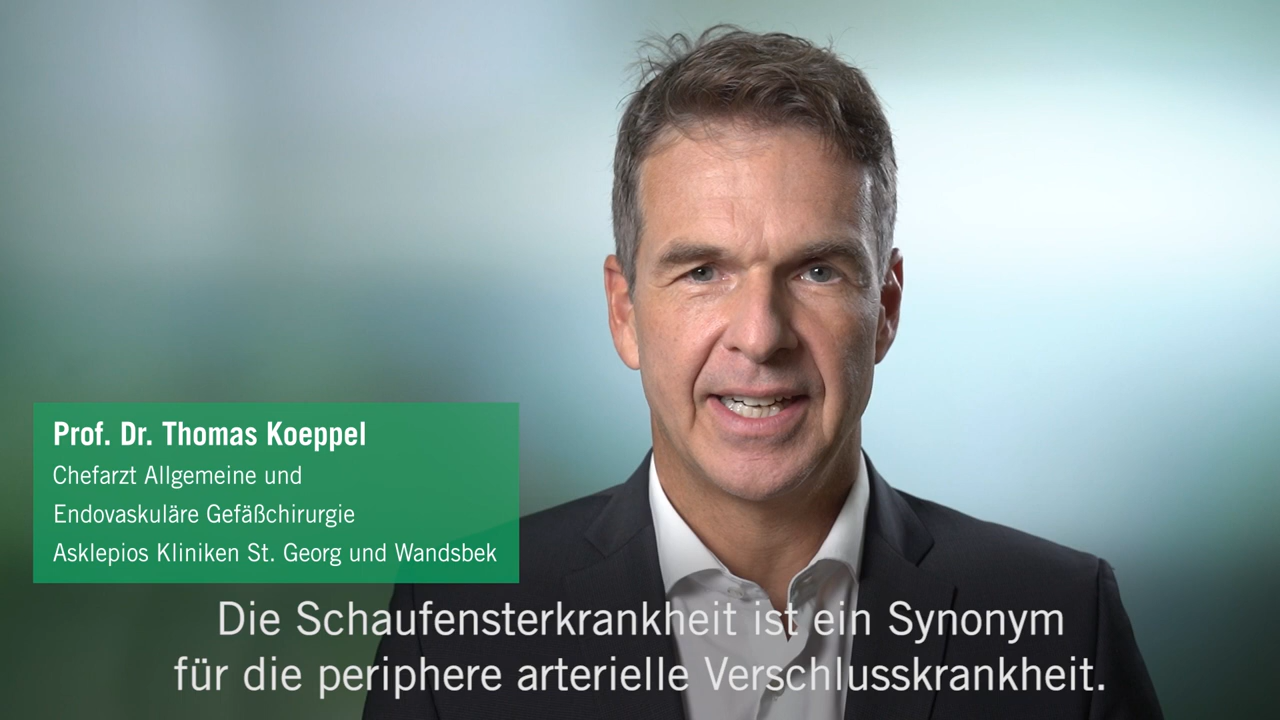 Prof. Dr. Thomas Koeppel
Chefarzt Allgemeine und
Endovaskuläre Gefäßchirurgie
Asklepios Kliniken St. Georg und Wandsbek
Die Schaufensterkrankheit ist ein Synonym
für die periphere arterielle Verschlusskrankheit.